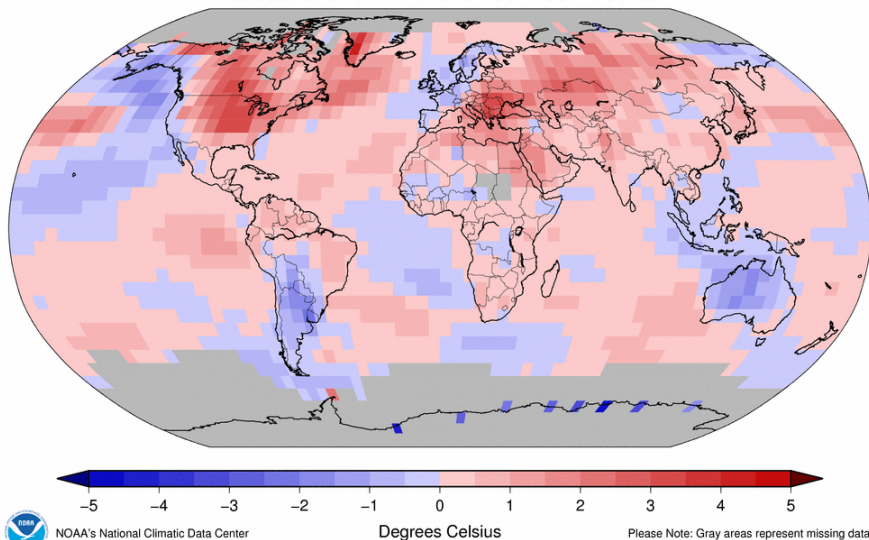 −5 −4 −3 −2 −1 0 1 2 3 4 5
NOAA
NOAA's National Climatic Data Center
Degrees Celsius
Please Note: Gray areas represent missing data